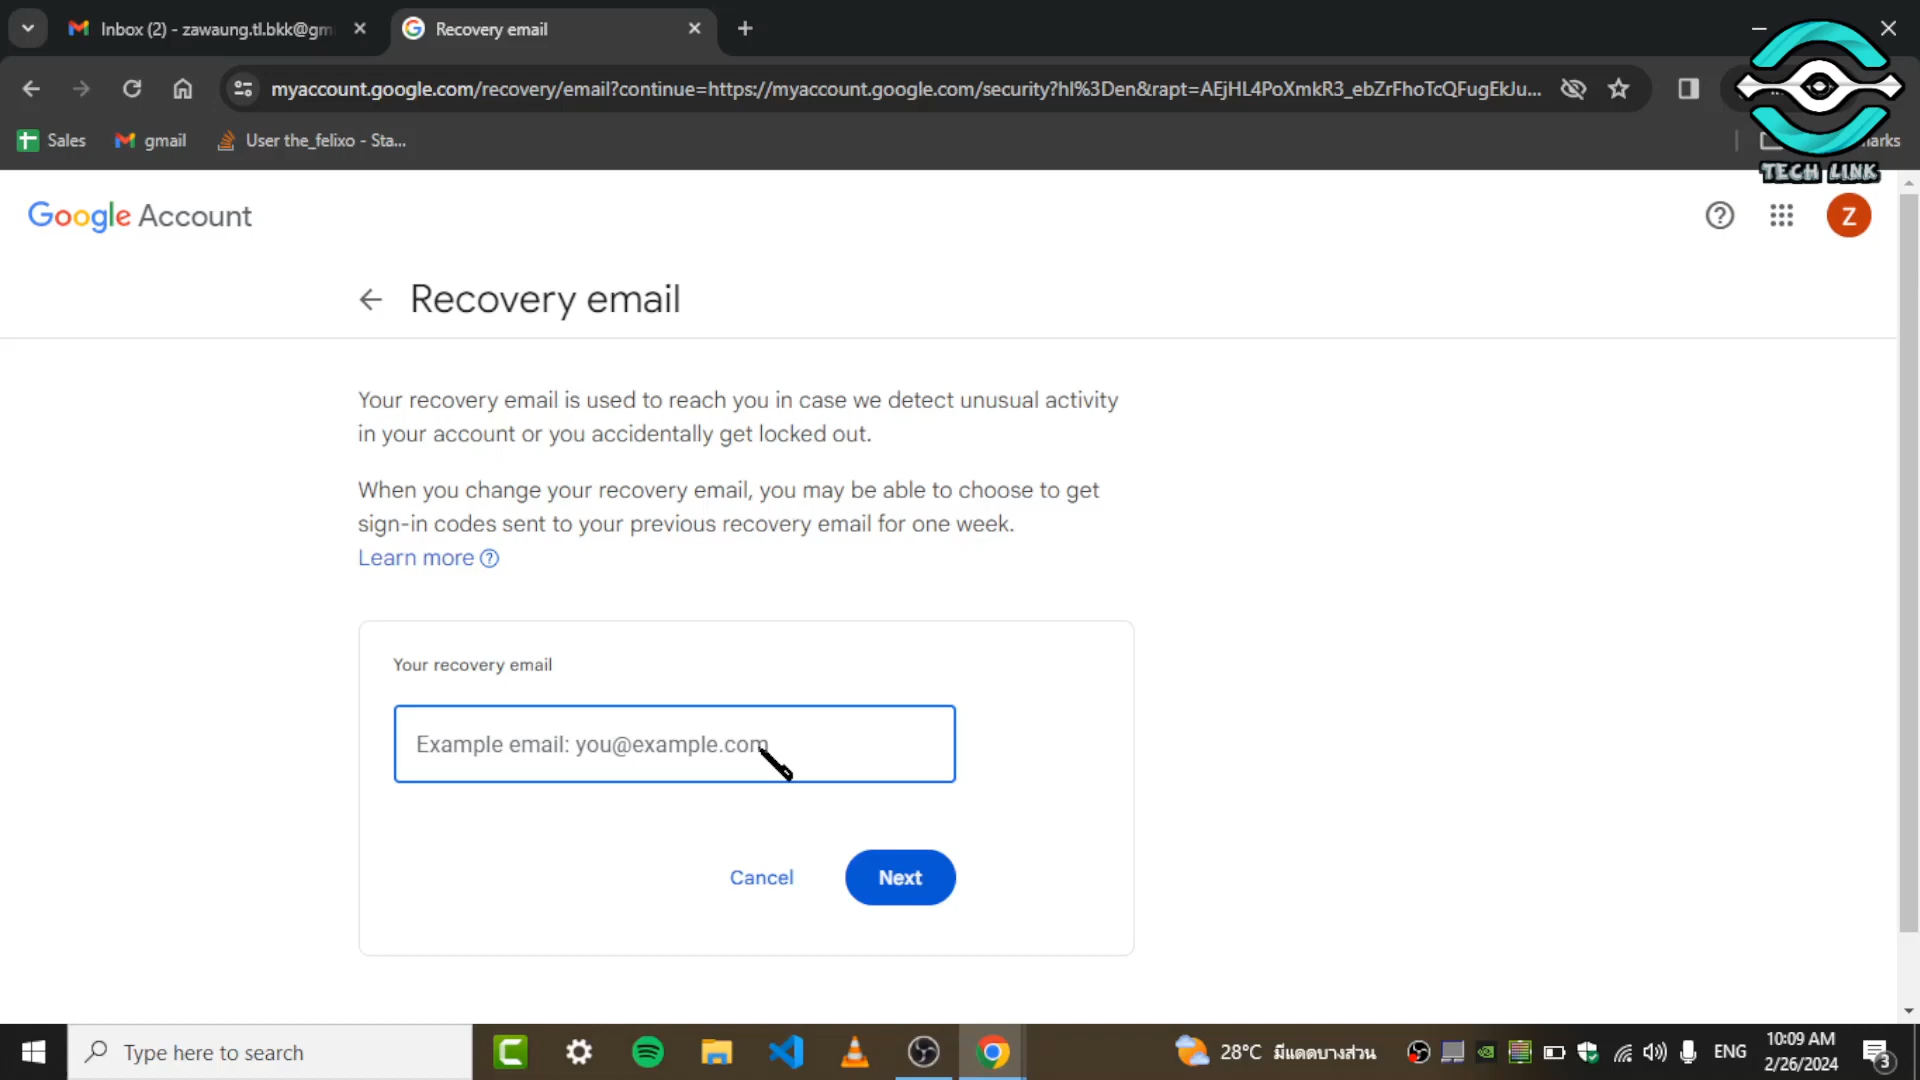 Inbox (2) - zawaung.tl.bkk@gm
Recovery email
myaccount.google.com/recovery/email?continue=https://myaccount.google.com/security?hl%3Den&rapt=AEjHL4PoXmkR3_ebZrFhoTcQFugEkJu...
Sales
gmail
User the_felixo - Sta...
TECH LINK
Google Account
Z
Recovery email
Your recovery email is used to reach you in case we detect unusual activity
in your account or you accidentally get locked out.
When you change your recovery email, you may be able to choose to get
sign-in codes sent to your previous recovery email for one week.
Learn more
Your recovery email
Example email: you@example.com
Cancel
Next
Type here to search
28°C มีแดดบางส่วน
ENG
10:09 AM
2/26/2024
3